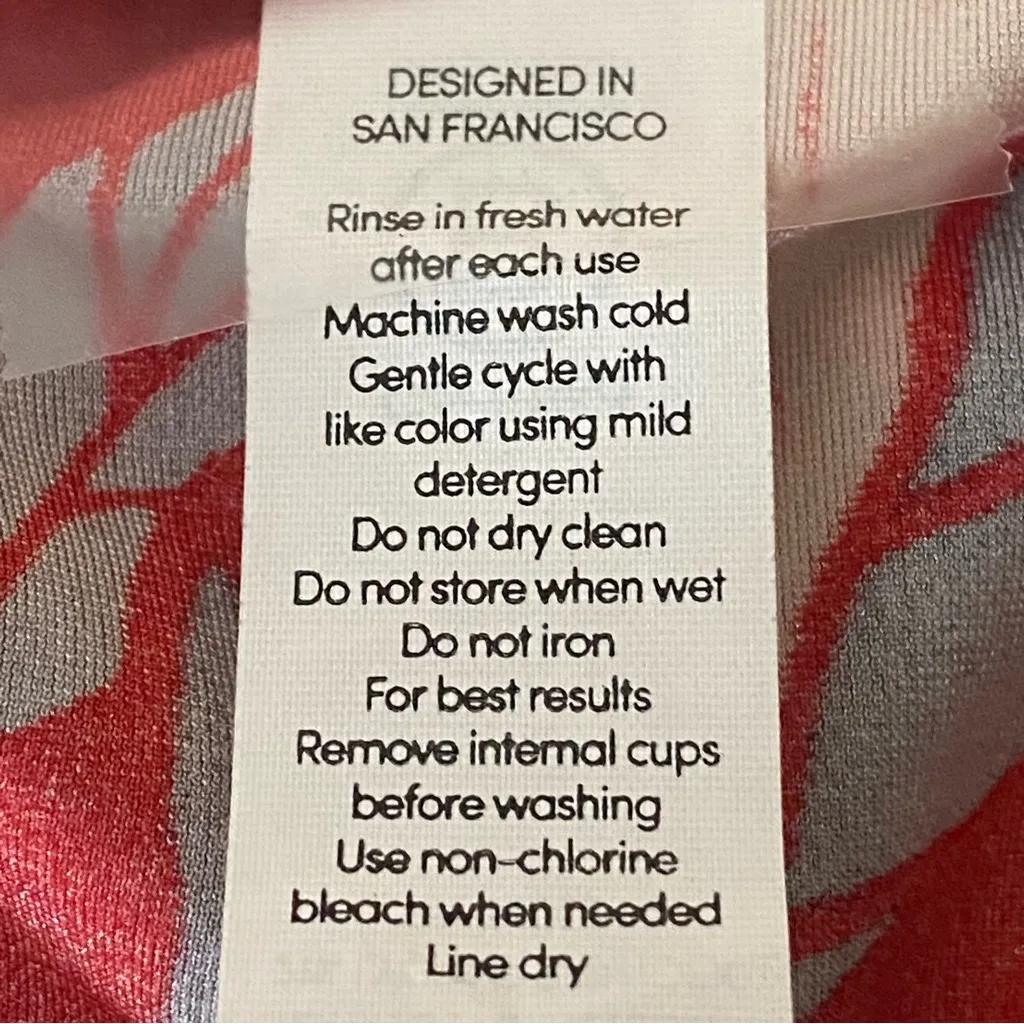 DESIGNED IN
SAN FRANCISCO
Rinse in fresh water
after each use
Machine wash cold
Gentle cycle with
like color using mild
detergent
Do not dry clean
Do not store when wet
Do not iron
For best results
Remove internal cups
before washing
Use non-chlorine
bleach when needed
Line dry